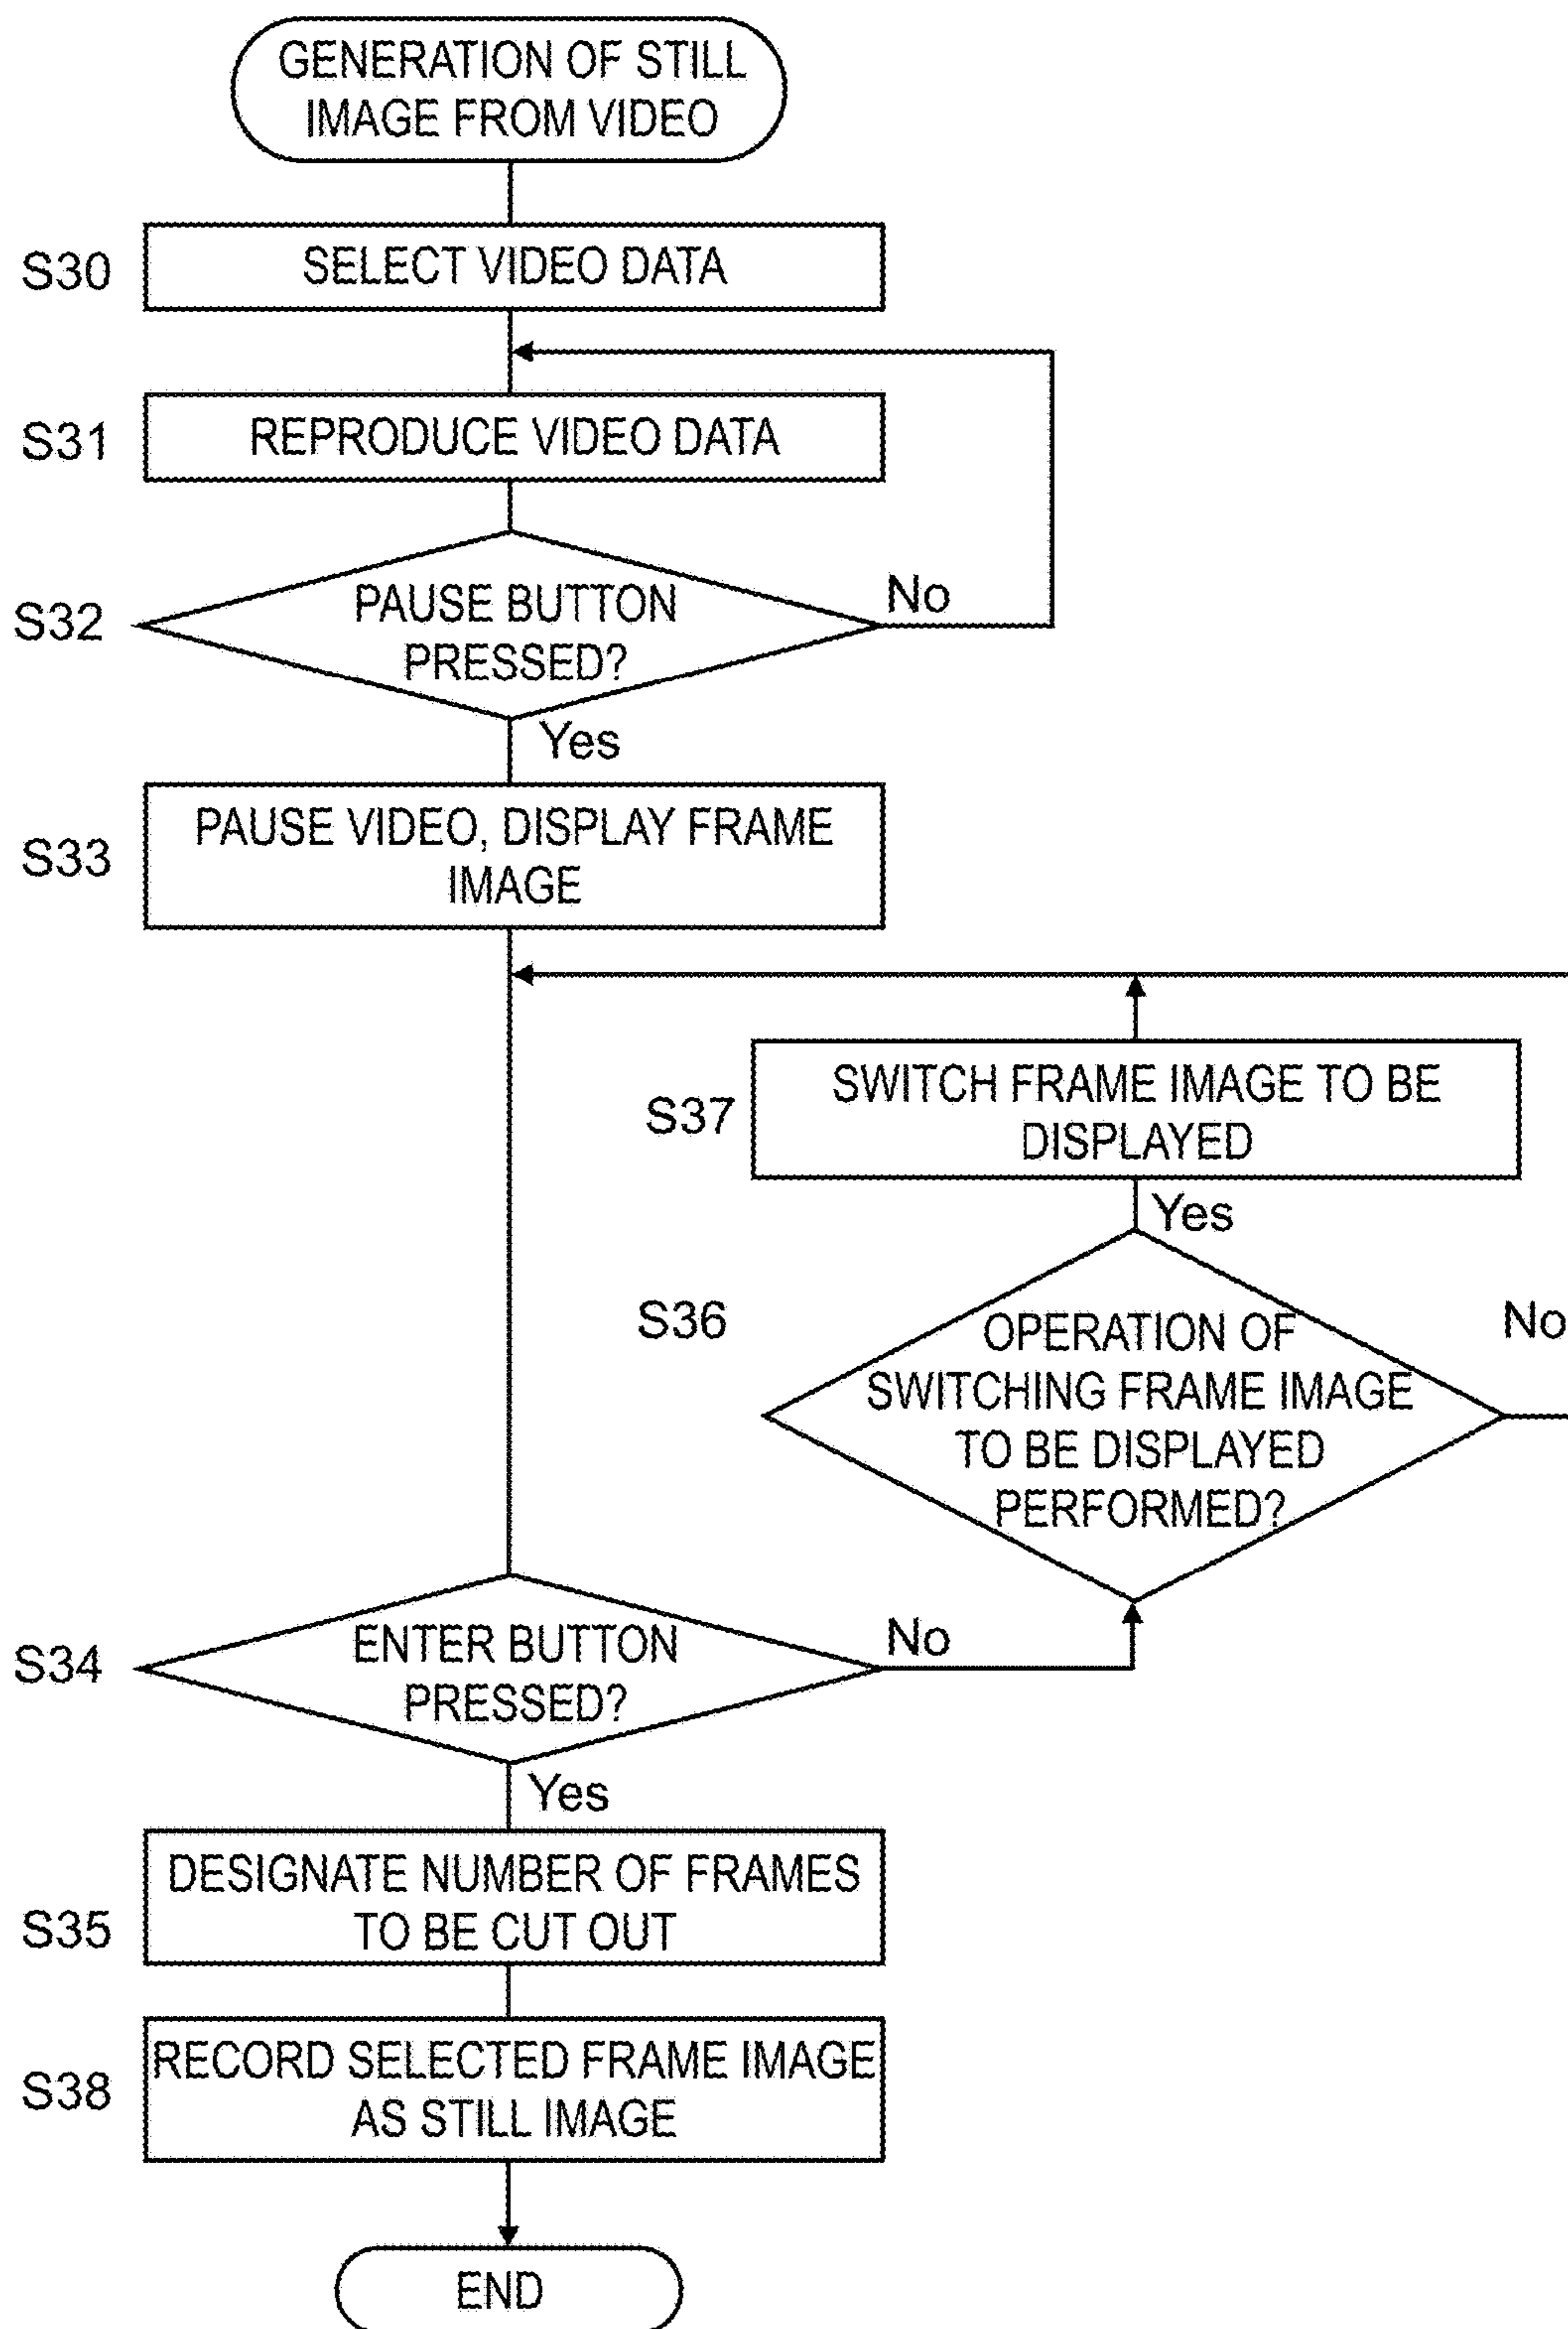 GENERATION OF STILL
IMAGE FROM VIDEO
S30
SELECT VIDEO DATA
S31
REPRODUCE VIDEO DATA
S32
PAUSE BUTTON
PRESSED?
No
Yes
S33
PAUSE VIDEO, DISPLAY FRAME
IMAGE
S37
SWITCH FRAME IMAGE TO BE
DISPLAYED
Yes
S36
OPERATION OF
SWITCHING FRAME IMAGE
TO BE DISPLAYED
PERFORMED?
No
S34
ENTER BUTTON
PRESSED?
No
Yes
S35
DESIGNATE NUMBER OF FRAMES
TO BE CUT OUT
S38
RECORD SELECTED FRAME IMAGE
AS STILL IMAGE
END